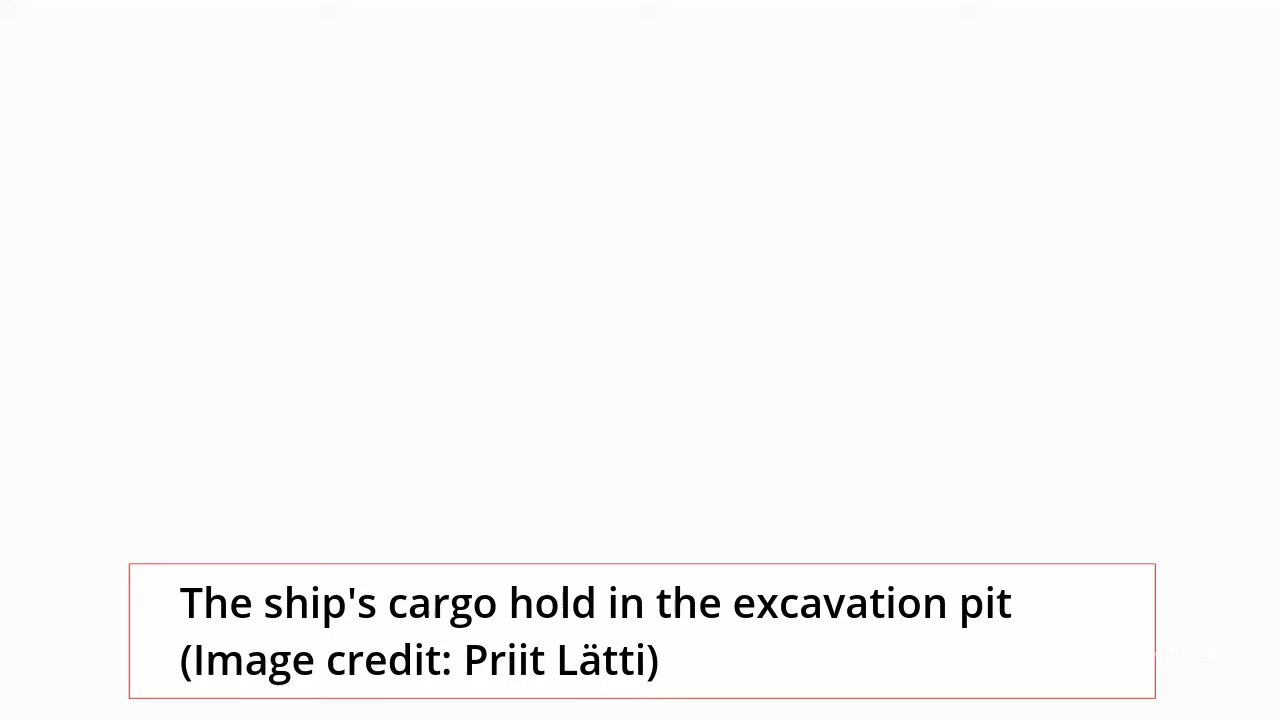 The ship's cargo hold in the excavation pit
(Image credit: Priit Lätti)